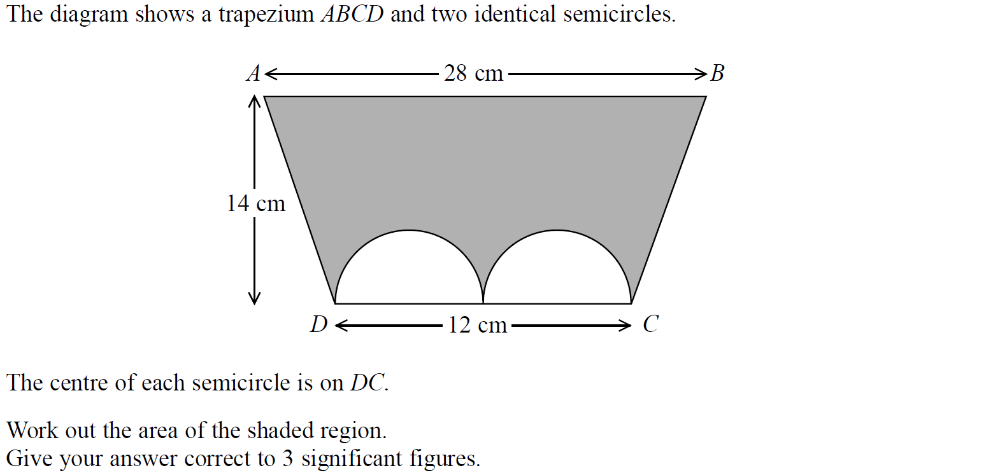 The diagram shows a trapezium ABCD and two identical semicircles.
A 28 cm B
14 cm
D 12 cm C
The centre of each semicircle is on DC.
Work out the area of the shaded region.
Give your answer correct to 3 significant figures.